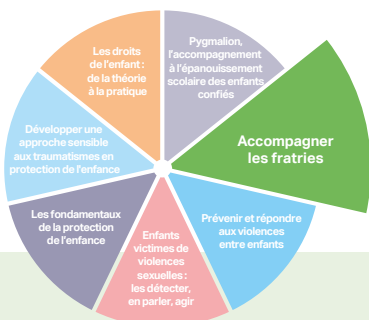 Les droits
de l'enfant :
de la théorie
à la pratique
Pygmalion,
l'accompagnement
à l'épanouissement
scolaire des enfants
confiés
Accompagner
les fratries
Prévenir et répondre
aux violences
entre enfants
Enfants
victimes de
violences
sexuelles :
les détecter,
en parler, agir
Les fondamentaux
de la protection
de l'enfance
Développer une
approche sensible
aux traumatismes en
protection de l'enfance